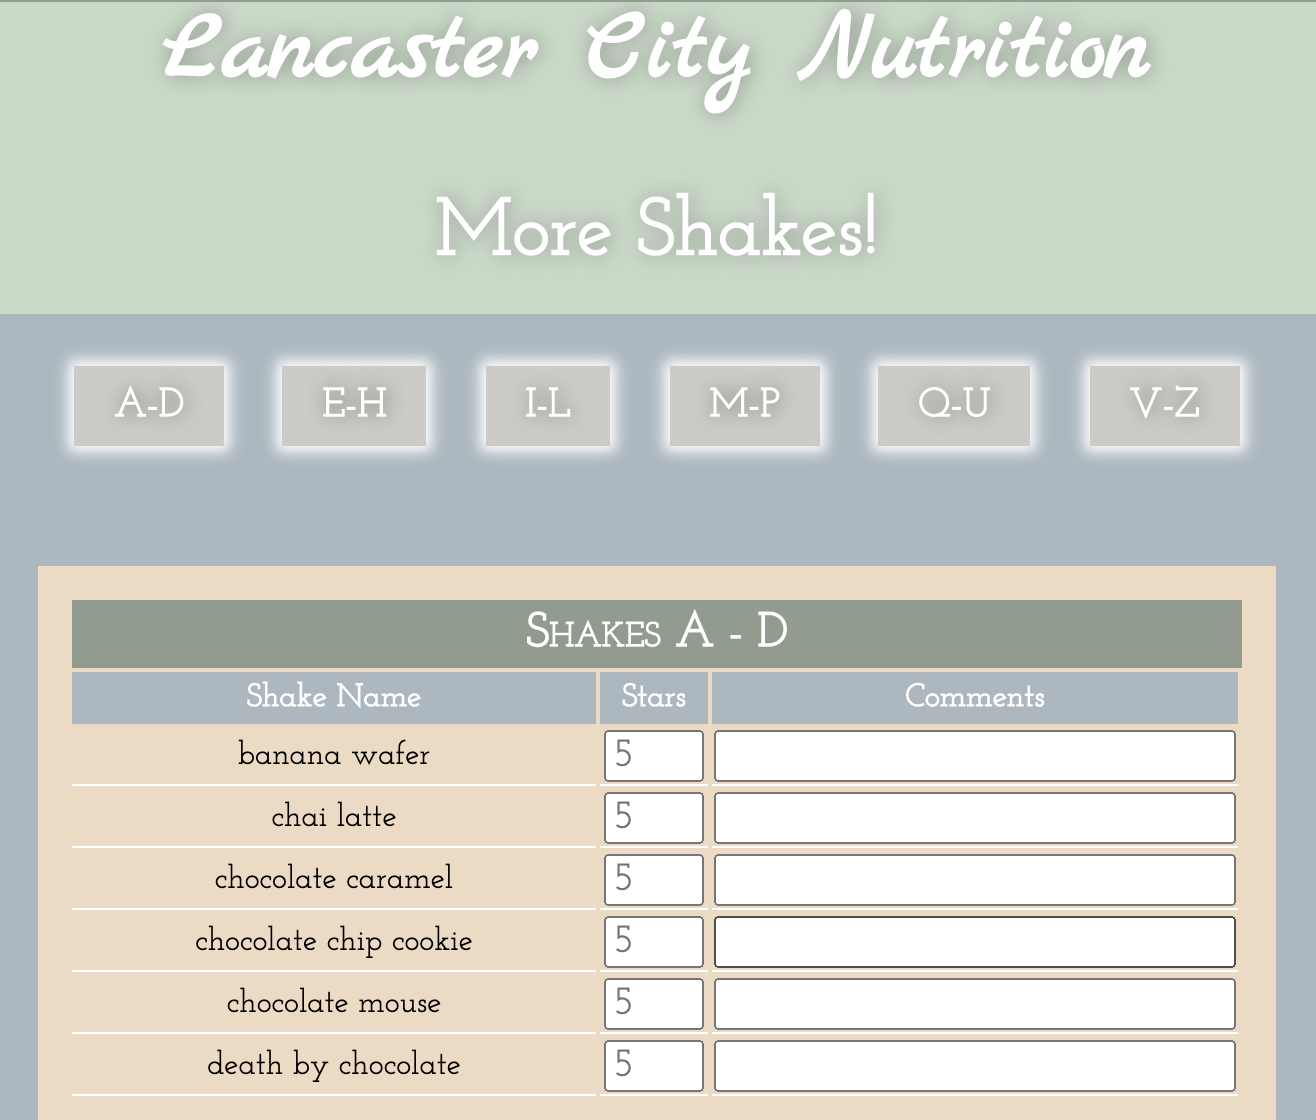 Lancaster City Nutrition
More Shakes!
A-D E-H I-L M-P Q-U V-Z
Shakes A - D
Shake Name Stars Comments
banana wafer 5
chai latte 5
chocolate caramel 5
chocolate chip cookie 5
chocolate mouse 5
death by chocolate 5